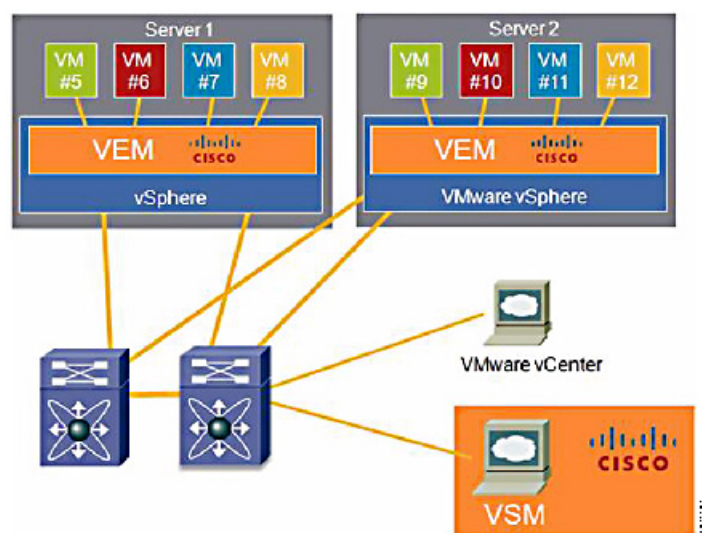 Server 1
VM #5
VM #6
VM #7
VM #8
VEM
CISCO
vSphere
Server 2
VM #9
VM #10
VM #11
VM #12
VEM
CISCO
VMware vSphere
VMware vCenter
CISCO
VSM